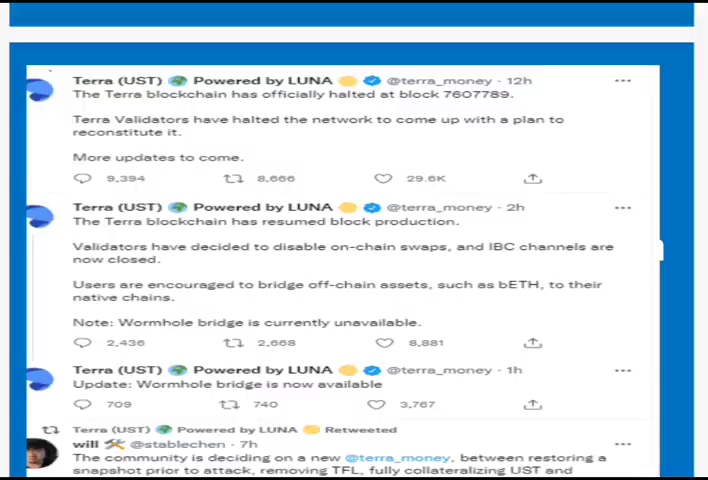 Terra (UST) 🌍 Powered by LUNA 🟡 @terra_money · 12h
The Terra blockchain has officially halted at block 7607789.
Terra Validators have halted the network to come up with a plan to
reconstitute it.
More updates to come.
9,394 8,666 29.6K
Terra (UST) 🌍 Powered by LUNA 🟡 @terra_money · 2h
The Terra blockchain has resumed block production.
Validators have decided to disable on-chain swaps, and IBC channels are
now closed.
Users are encouraged to bridge off-chain assets, such as bETH, to their
native chains.
Note: Wormhole bridge is currently unavailable.
2,436 2,668 8,881
Terra (UST) 🌍 Powered by LUNA 🟡 @terra_money · 1h
Update: Wormhole bridge is now available
709 740 3,767
Terra (UST) 🌍 Powered by LUNA 🟡 Retweeted
will 🛠️ @stablechen · 7h
The community is deciding on a new @terra_money, between restoring a
snapshot prior to attack, removing TFL, fully collateralizing UST and